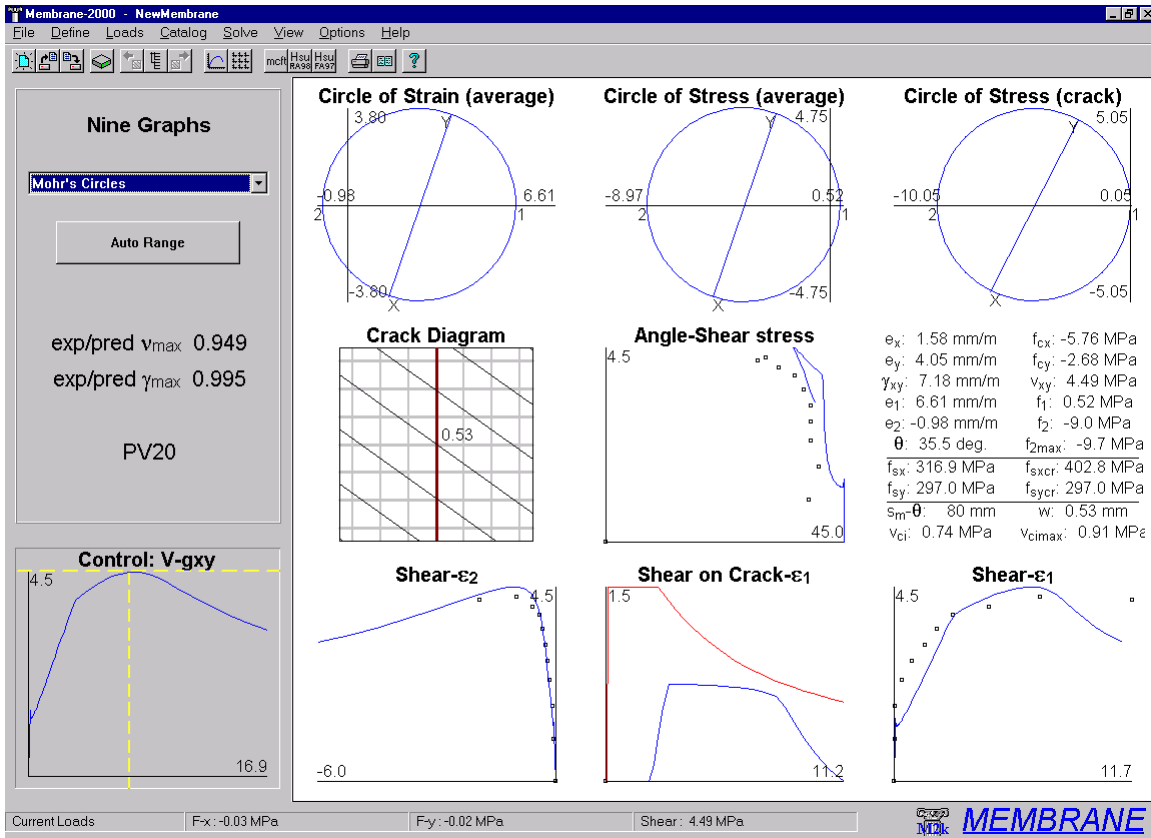 Membrane-2000 - NewMembrane
File Define Loads Catalog Solve View Options Help
mcft Hsu RA98 Hsu FA97 ?
Nine Graphs
Mohr's Circles
Auto Range
exp/pred νmax 0.949
exp/pred γmax 0.995
PV20
Control: V-gxy
4.5
16.9
Circle of Strain (average)
3.80
Y
-0.98
6.61
2
1
-3.80
X
Circle of Stress (average)
4.75
Y
-8.97
0.52
2
1
-4.75
X
Circle of Stress (crack)
5.05
Y
-10.05
0.05
2
1
-5.05
X
Crack Diagram
0.53
Angle-Shear stress
4.5
45.0
ex: 1.58 mm/m fcx: -5.76 MPa
ey: 4.05 mm/m fcy: -2.68 MPa
γxy: 7.18 mm/m vxy: 4.49 MPa
e1: 6.61 mm/m f1: 0.52 MPa
e2: -0.98 mm/m f2: -9.0 MPa
θ: 35.5 deg. f2max: -9.7 MPa
fsx: 316.9 MPa fsxcr: 402.8 MPa
fsy: 297.0 MPa fsycr: 297.0 MPa
sm-θ: 80 mm w: 0.53 mm
vci: 0.74 MPa vcimax: 0.91 MPa
Shear-ε2
4.5
-6.0
Shear on Crack-ε1
1.5
11.2
Shear-ε1
4.5
11.7
Current Loads F-x : -0.03 MPa F-y : -0.02 MPa Shear : 4.49 MPa
M2k MEMBRANE